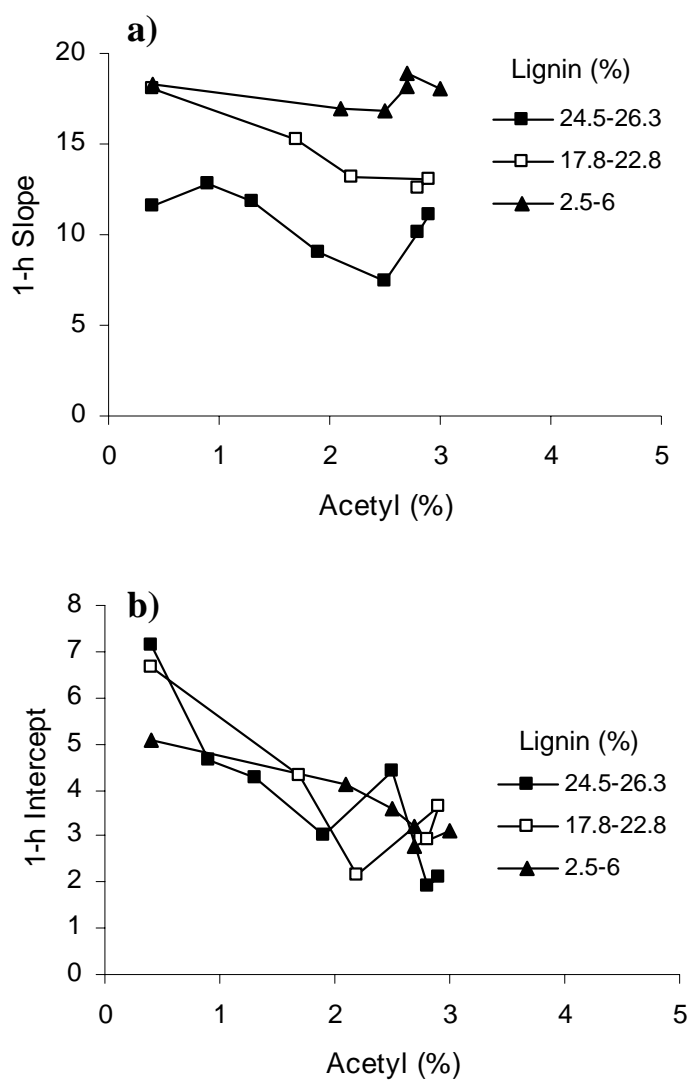 a)
20
15
10
5
0
0 1 2 3 4 5
1-h Slope
Acetyl (%)
Lignin (%)
24.5-26.3
17.8-22.8
2.5-6
b)
8
7
6
5
4
3
2
1
0
0 1 2 3 4 5
1-h Intercept
Acetyl (%)
Lignin (%)
24.5-26.3
17.8-22.8
2.5-6